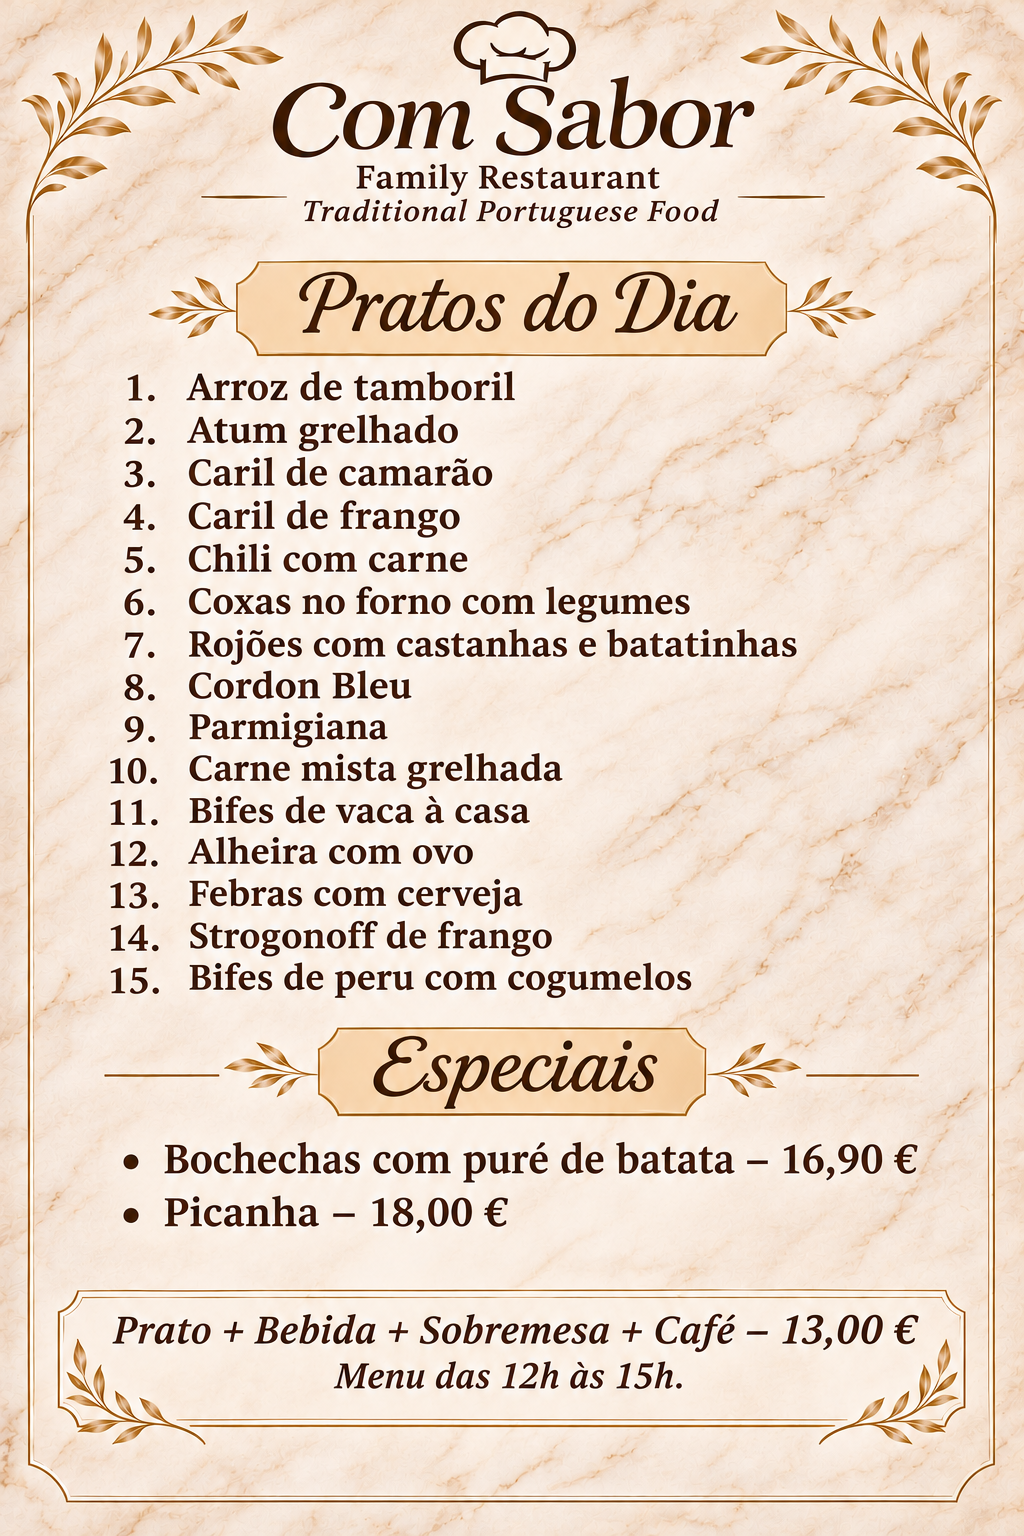 Com Sabor
Family Restaurant
Traditional Portuguese Food
Pratos do Dia
1. Arroz de tamboril
2. Atum grelhado
3. Caril de camarão
4. Caril de frango
5. Chili com carne
6. Coxas no forno com legumes
7. Rojões com castanhas e batatinhas
8. Cordon Bleu
9. Parmigiana
10. Carne mista grelhada
11. Bifes de vaca à casa
12. Alheira com ovo
13. Febras com cerveja
14. Strogonoff de frango
15. Bifes de peru com cogumelos
Especiais
• Bochechas com puré de batata – 16,90 €
• Picanha – 18,00 €
Prato + Bebida + Sobremesa + Café – 13,00 €
Menu das 12h às 15h.